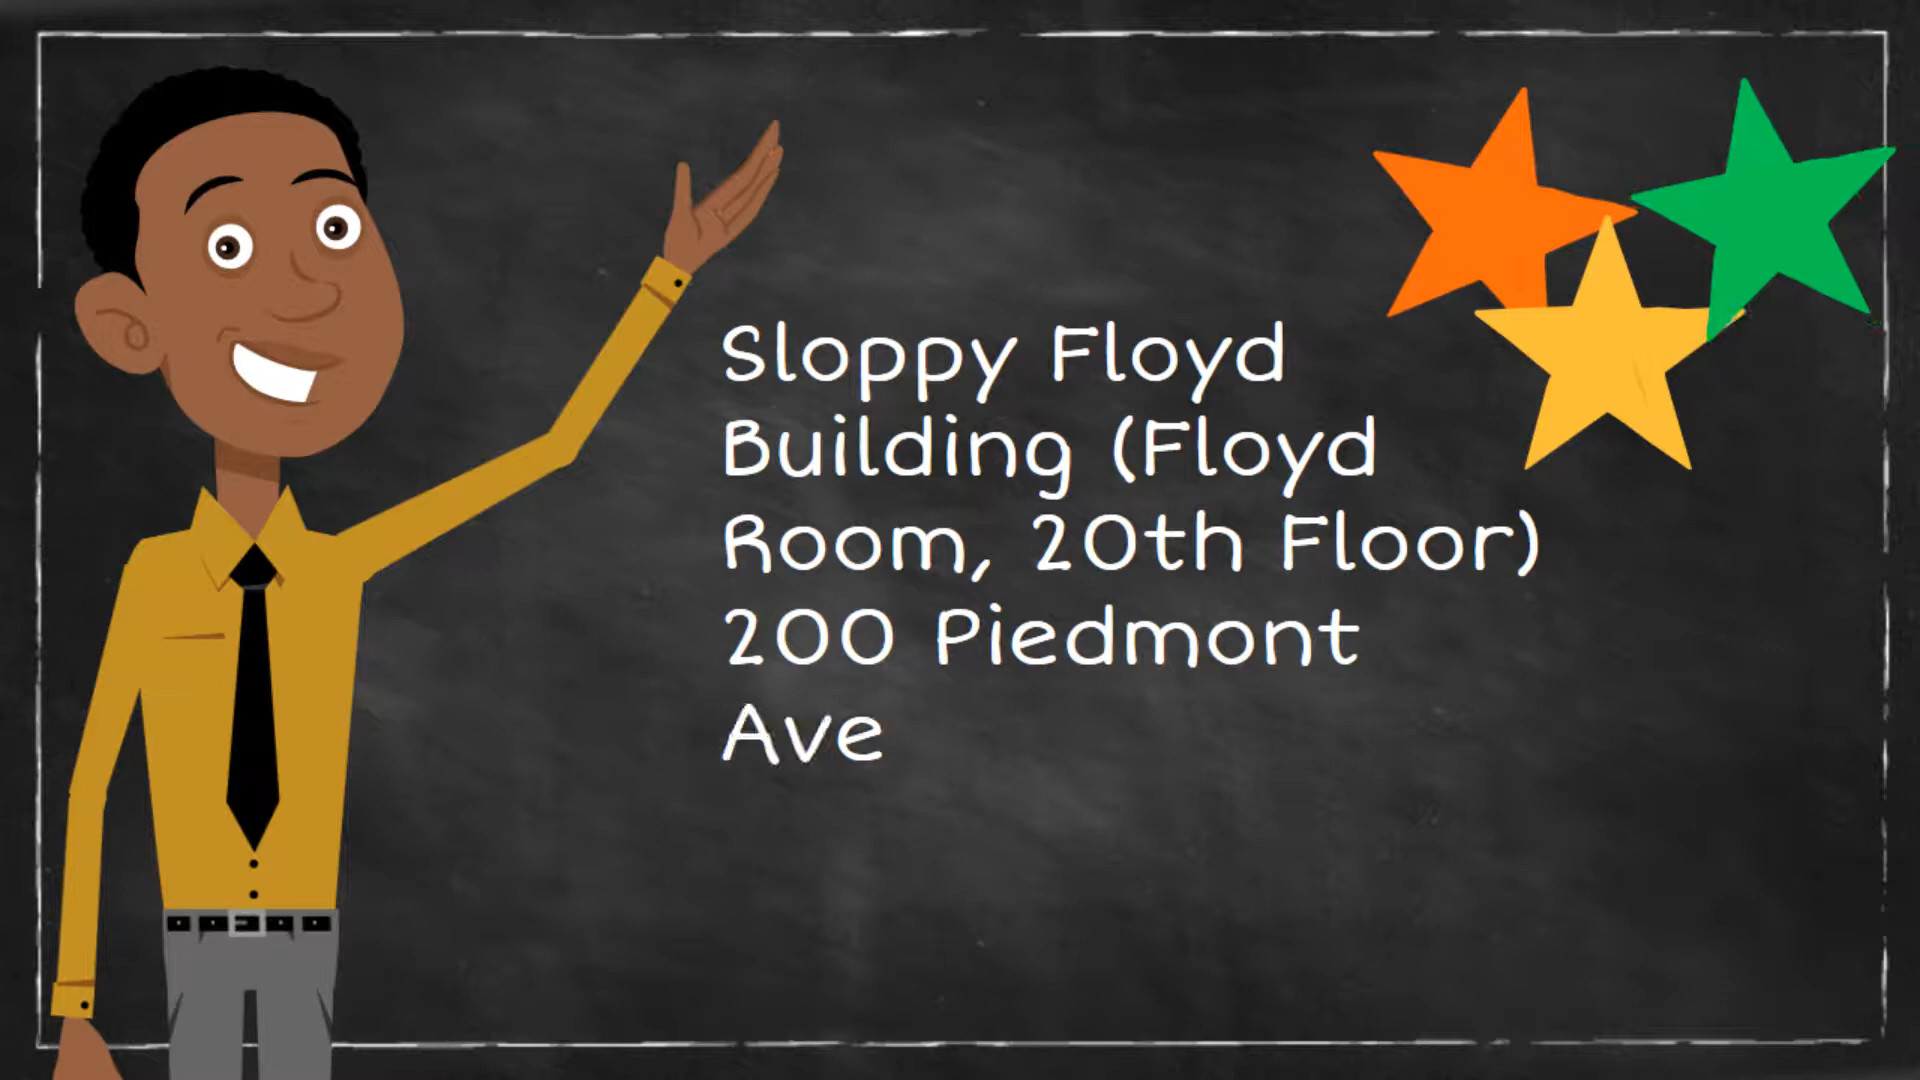 Sloppy Floyd
Building (Floyd
Room, 20th Floor)
200 Piedmont
Ave